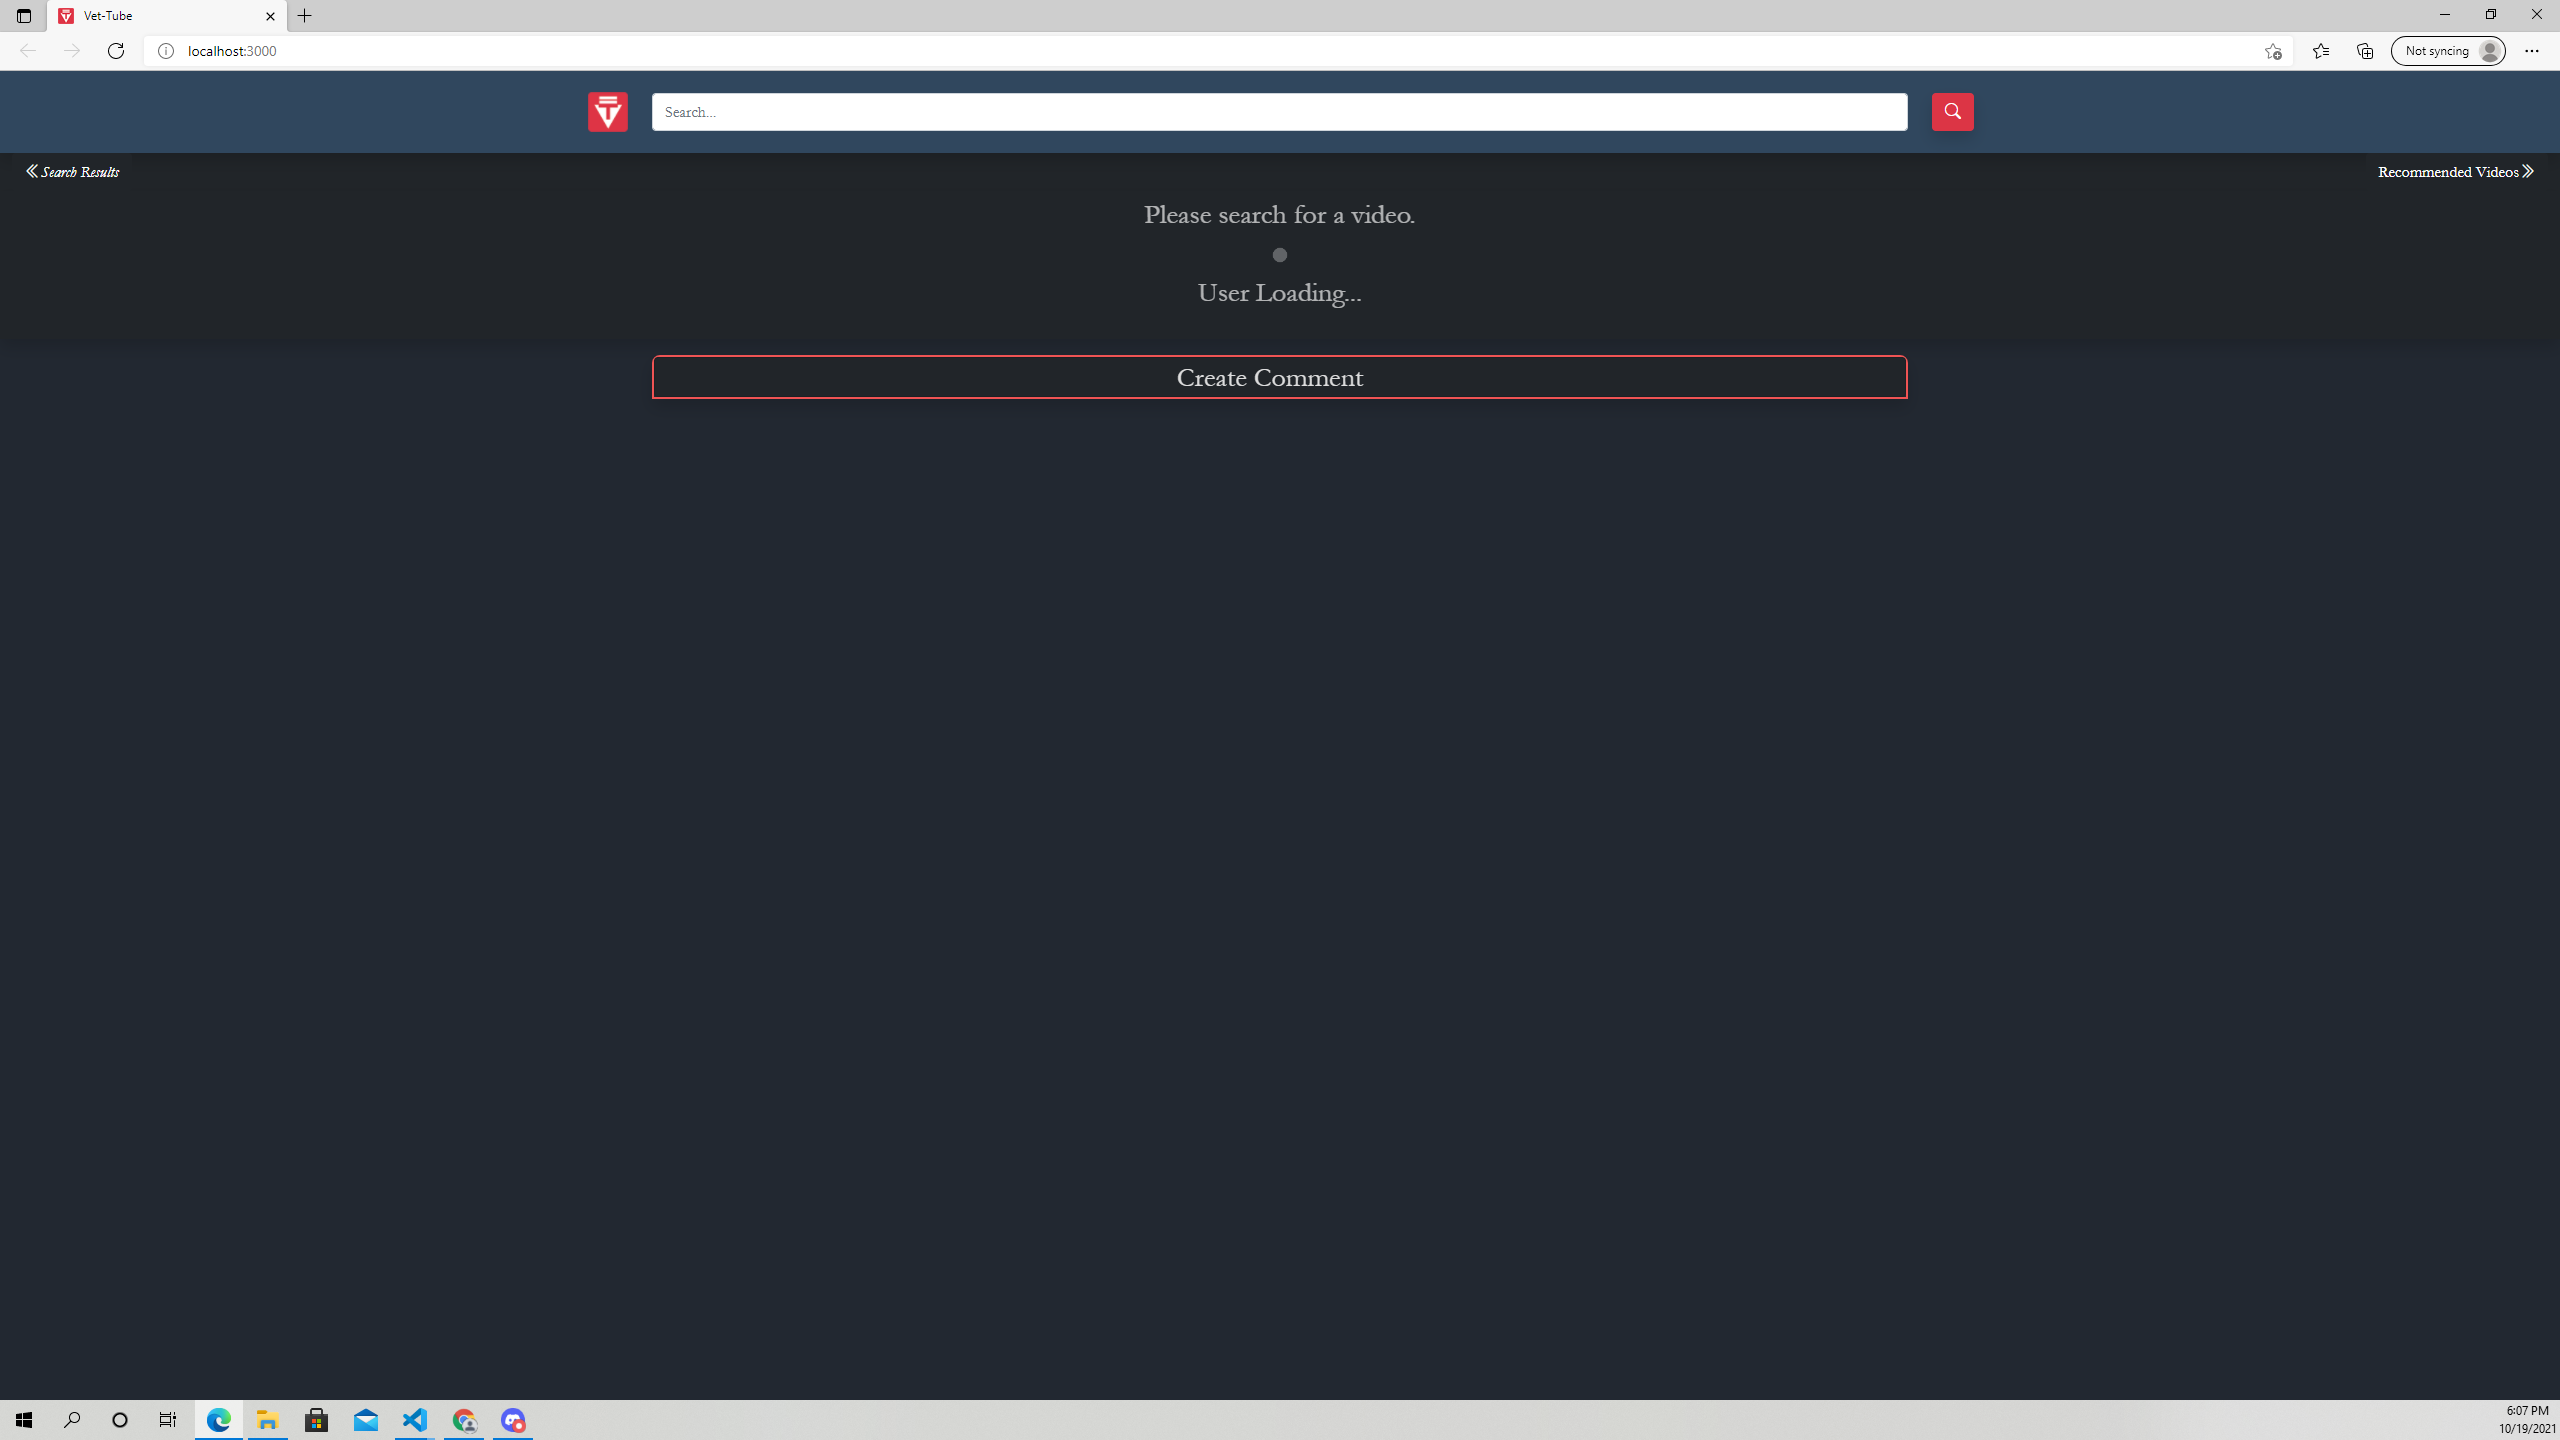 Vet-Tube
localhost:3000
Not syncing
Search...
Search Results
Recommended Videos
Please search for a video.
User Loading...
Create Comment
6:07 PM
10/19/2021